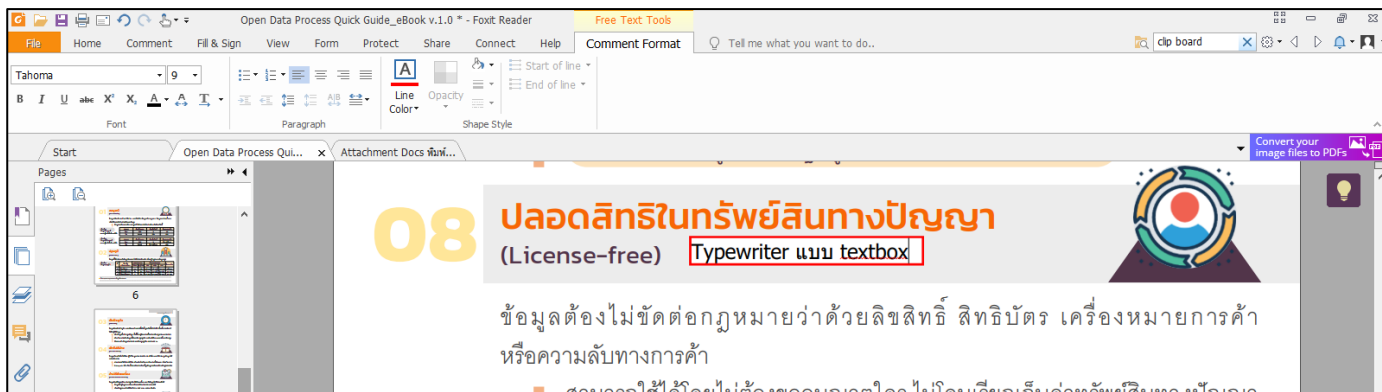 Open Data Process Quick Guide_eBook v.1.0 * - Foxit Reader
Free Text Tools
File Home Comment Fill & Sign View Form Protect Share Connect Help Comment Format Tell me what you want to do..
clip board
Tahoma 9
Start of line
End of line
B I U abc X² X₂ A A T
Line Color
Opacity
Font Paragraph Shape Style
Start Open Data Process Qui... x Attachment Docs พิมพ์...
Convert your
image files to PDFs
Pages
6
08 ปลอดสิทธิในทรัพย์สินทางปัญญา
(License-free) Typewriter แบบ textbox
ข้อมูลต้องไม่ขัดต่อกฎหมายว่าด้วยลิขสิทธิ์ สิทธิบัตร เครื่องหมายการค้า
หรือความลับทางการค้า